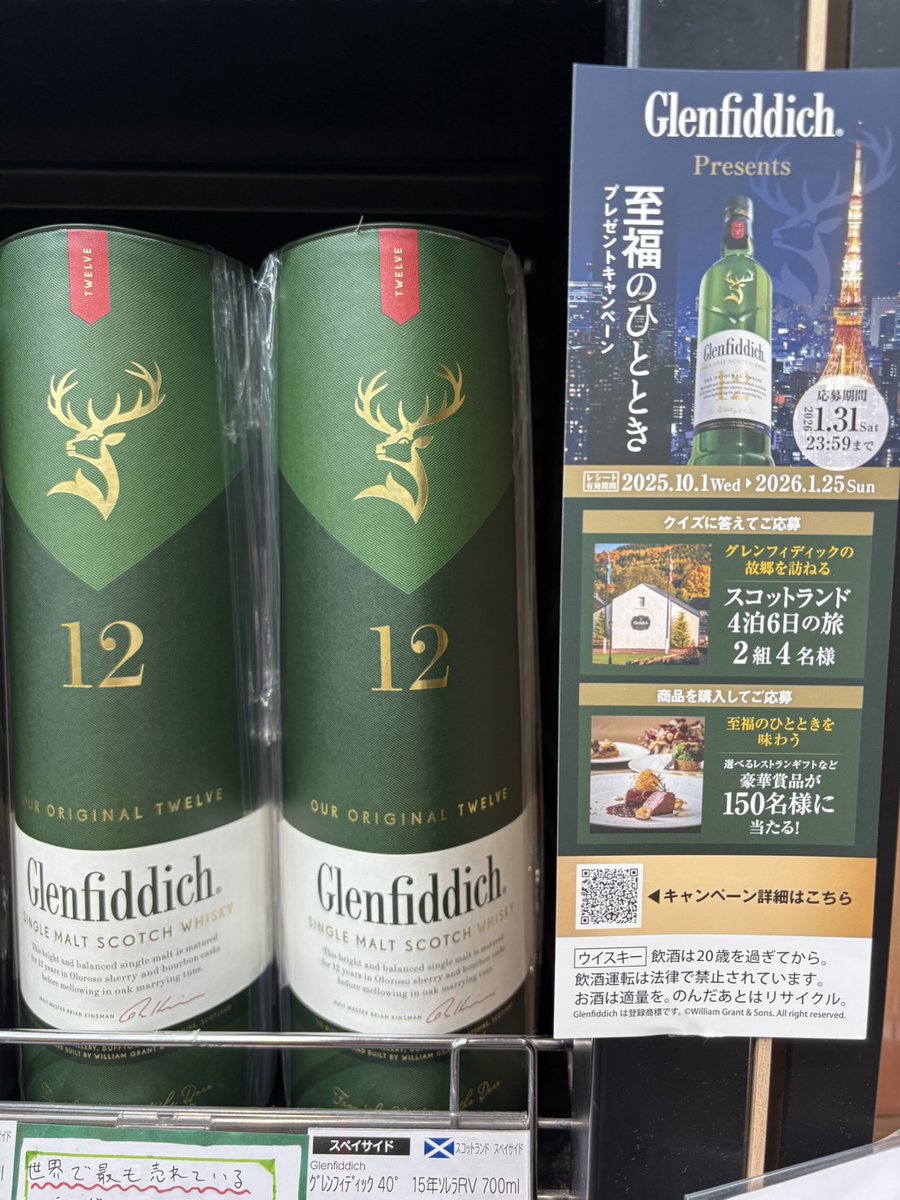 TWELVE
12
OUR ORIGINAL TWELVE
Glenfiddich®
SINGLE MALT SCOTCH WHISKY
The bright and balanced single malt is matured
for 12 years in Oloroso sherry and bourbon casks
before mellowing in oak marrying tuns.
MALT MASTER BRIAN KINSMAN
TWELVE
12
OUR ORIGINAL TWELVE
Glenfiddich®
SINGLE MALT SCOTCH WHISKY
The bright and balanced single malt is matured
for 12 years in Oloroso sherry and bourbon casks
before mellowing in oak marrying tuns.
MALT MASTER BRIAN KINSMAN
Glenfiddich®
Presents
至福のひととき
プレゼントキャンペーン
Glenfiddich®
SINGLE MALT SCOTCH WHISKY
OUR ORIGINAL TWELVE
12
応募期間
2026 1.31 Sat
23:59まで
レシート有効期間 2025.10.1 Wed ▶ 2026.1.25 Sun
クイズに答えてご応募
グレンフィディックの
故郷を訪ねる
スコットランド
4泊6日の旅
2組4名様
商品を購入してご応募
至福のひとときを
味わう
選べるレストランギフトなど
豪華賞品が
150名様に
当たる!
◀キャンペーン詳細はこちら
ウイスキー 飲酒は20歳を過ぎてから。
飲酒運転は法律で禁止されています。
お酒は適量を。のんだあとはリサイクル。
Glenfiddich は登録商標です。©William Grant & Sons. All right reserved.
世界で最も売れている
スペイサイド
スコットランド スペイサイド
Glenfiddich
グレンフィディック 40° 15年ソレラRV 700ml